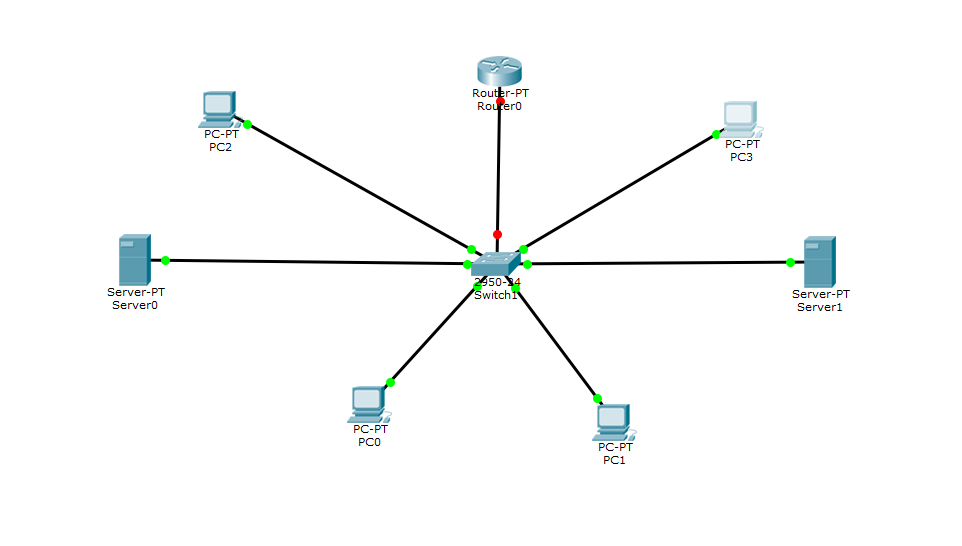 Router-PT
Router0
PC-PT
PC2
PC-PT
PC3
Server-PT
Server0
2950-24
Switch1
Server-PT
Server1
PC-PT
PC0
PC-PT
PC1